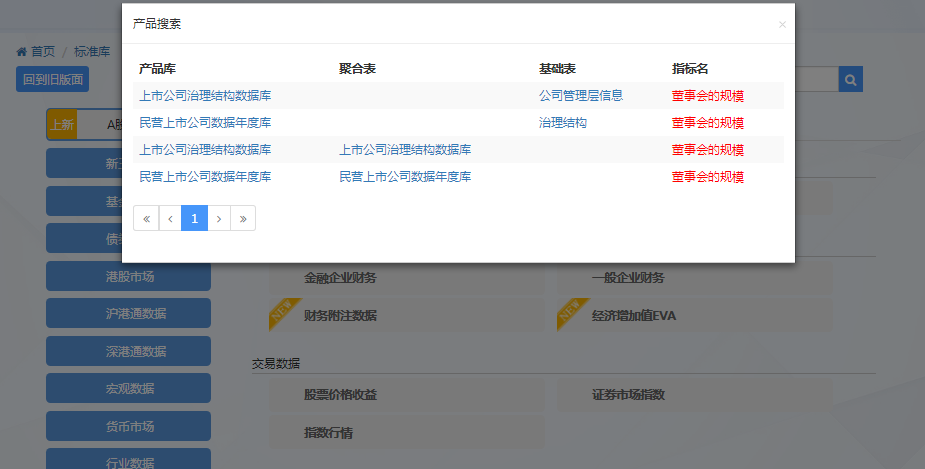 产品搜索 ×
首页 / 标准库
回到旧版面
产品库 聚合表 基础表 指标名
上市公司治理结构数据库 公司管理层信息 董事会的规模
民营上市公司数据年度库 治理结构 董事会的规模
上市公司治理结构数据库 上市公司治理结构数据库 董事会的规模
民营上市公司数据年度库 民营上市公司数据年度库 董事会的规模
« ‹ 1 › »
上新 A股
新三
基金
债券
港股市场
沪港通数据
深港通数据
宏观数据
货币市场
行业数据
金融企业财务 一般企业财务
NEW 财务附注数据 NEW 经济增加值EVA
交易数据
股票价格收益 证券市场指数
指数行情